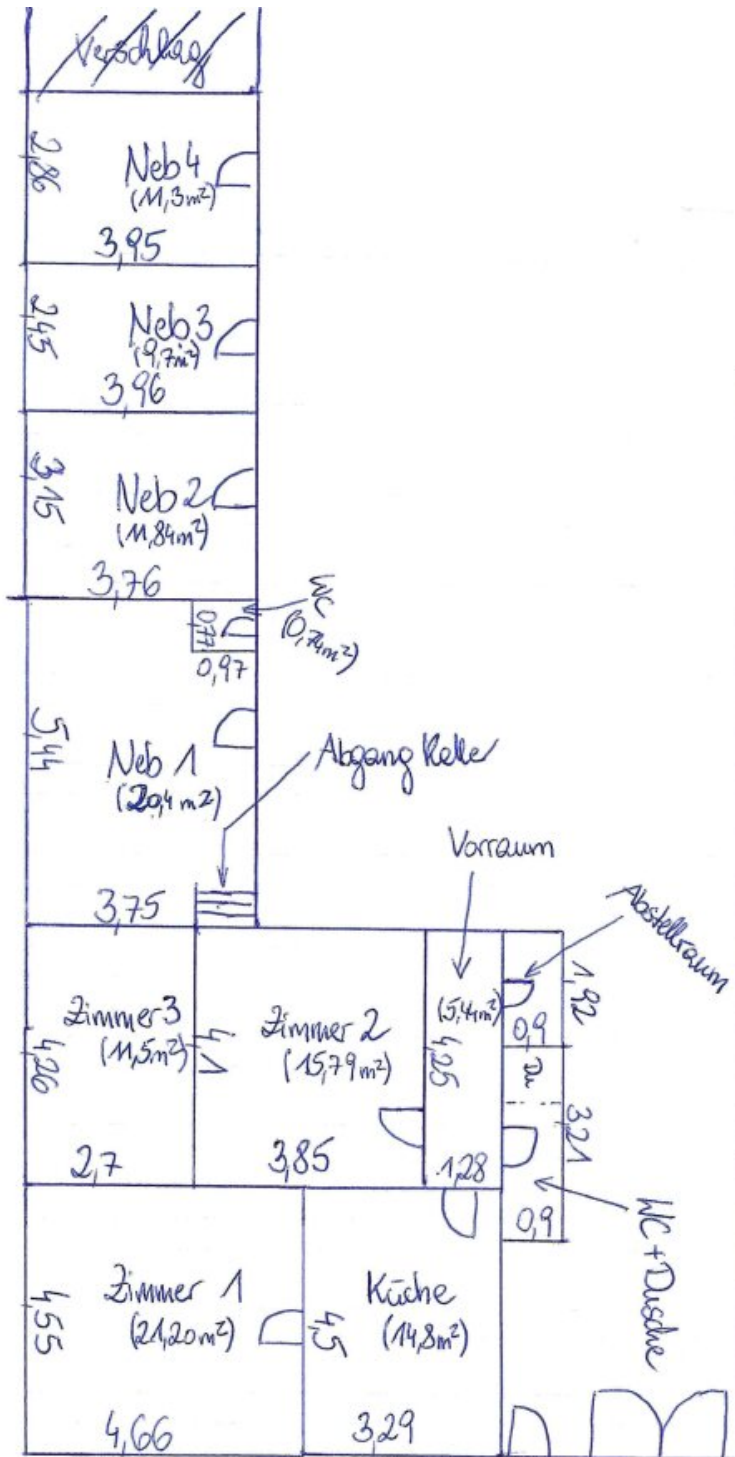 Verschlag
Neb 4
(11,3m²)
2,86
3,95
Neb 3
(9,7m²)
2,45
3,96
Neb 2
(11,84m²)
3,15
3,76
WC
(0,74m²)
0,77
0,97
5,44
Neb 1
(20,4m2)
Abgang Keller
3,75
Vorraum
Abstellraum
Zimmer 3
(11,5m²)
4,26
2,7
4,1
Zimmer 2
(15,79m²)
3,85
(5,4m²)
4,25
1,28
1,92
0,9
Du
3,21
0,9
WC + Dusche
Zimmer 1
(21,20m²)
4,55
4,66
Küche
(14,8m²)
4,5
3,29